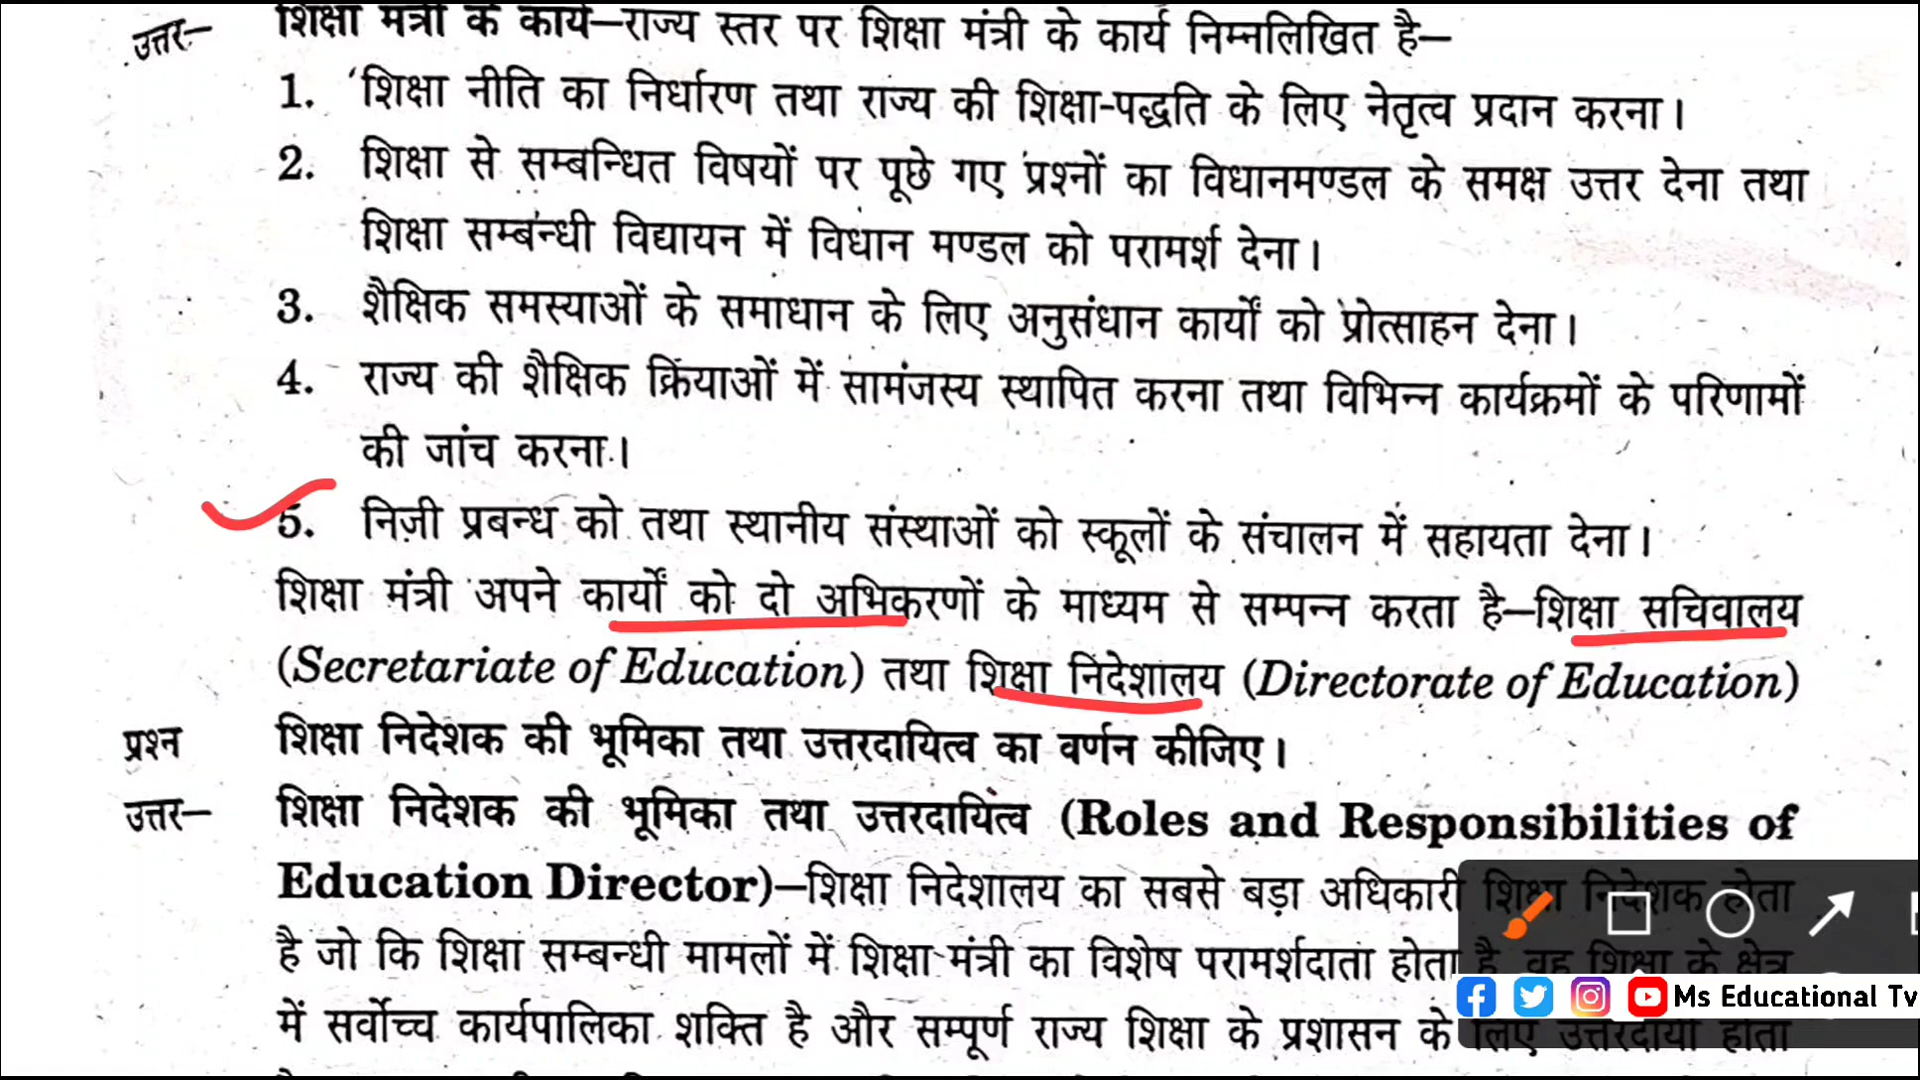 उत्तर– शिक्षा मंत्री के कार्य–राज्य स्तर पर शिक्षा मंत्री के कार्य निम्नलिखित है–
1. शिक्षा नीति का निर्धारण तथा राज्य की शिक्षा-पद्धति के लिए नेतृत्व प्रदान करना।
2. शिक्षा से सम्बन्धित विषयों पर पूछे गए प्रश्नों का विधानमण्डल के समक्ष उत्तर देना तथा
शिक्षा सम्बन्धी विद्यायन में विधान मण्डल को परामर्श देना।
3. शैक्षिक समस्याओं के समाधान के लिए अनुसंधान कार्यों को प्रोत्साहन देना।
4. राज्य की शैक्षिक क्रियाओं में सामंजस्य स्थापित करना तथा विभिन्न कार्यक्रमों के परिणामों
की जांच करना।
5. निजी प्रबन्ध को तथा स्थानीय संस्थाओं को स्कूलों के संचालन में सहायता देना।
शिक्षा मंत्री अपने कार्यों को दो अभिकरणों के माध्यम से सम्पन्न करता है–शिक्षा सचिवालय
(Secretariate of Education) तथा शिक्षा निदेशालय (Directorate of Education)
प्रश्न शिक्षा निदेशक की भूमिका तथा उत्तरदायित्व का वर्णन कीजिए।
उत्तर– शिक्षा निदेशक की भूमिका तथा उत्तरदायित्व (Roles and Responsibilities of
Education Director)–शिक्षा निदेशालय का सबसे बड़ा अधिकारी शिक्षा निदेशक होता
है जो कि शिक्षा सम्बन्धी मामलों में शिक्षा-मंत्री का विशेष परामर्शदाता होता है, वह शिक्षा के क्षेत्र
में सर्वोच्च कार्यपालिका शक्ति है और सम्पूर्ण राज्य शिक्षा के प्रशासन के लिए उत्तरदायी होता
Ms Educational Tv